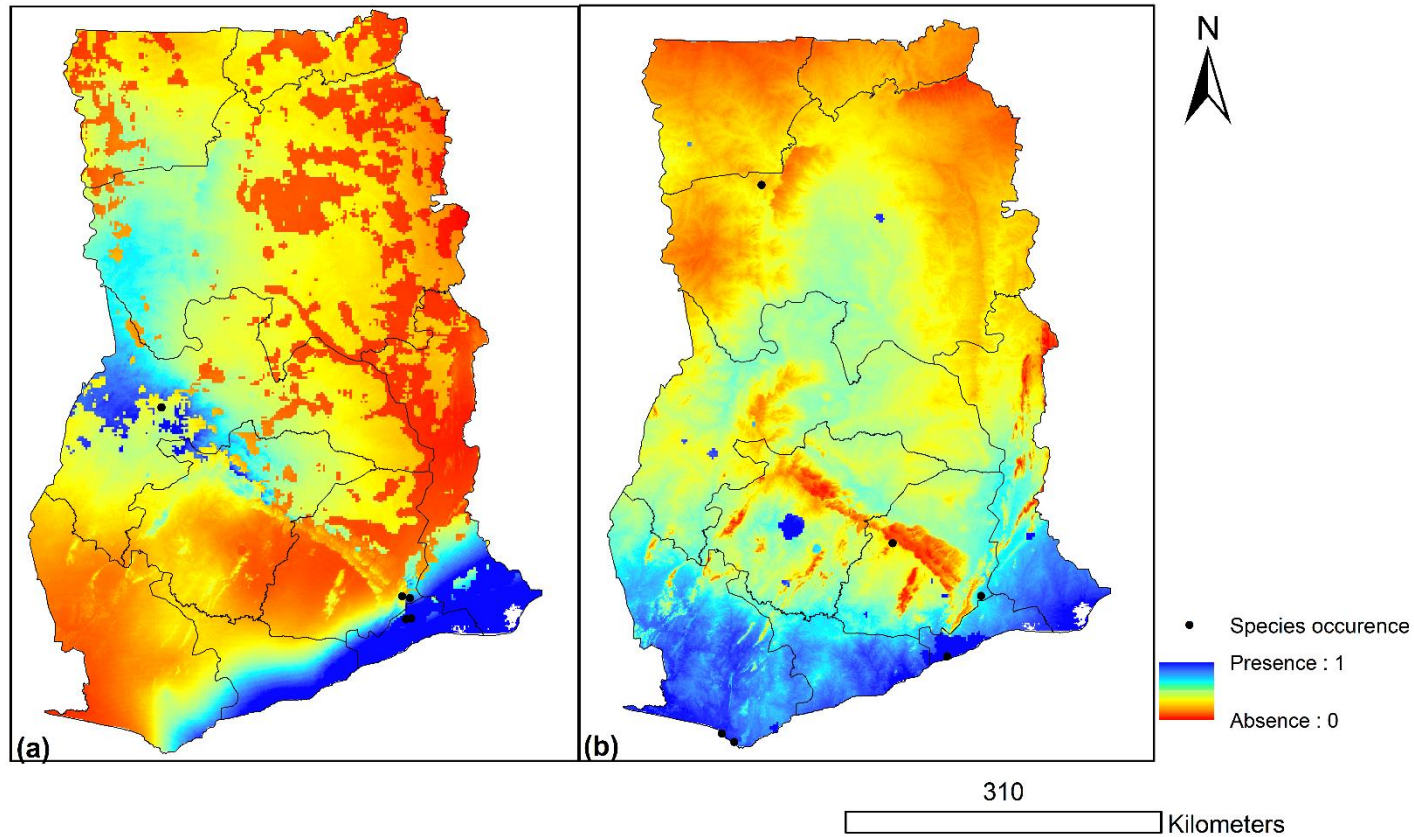 N
Species occurence
Presence : 1
Absence : 0
(a)
(b)
310
Kilometers